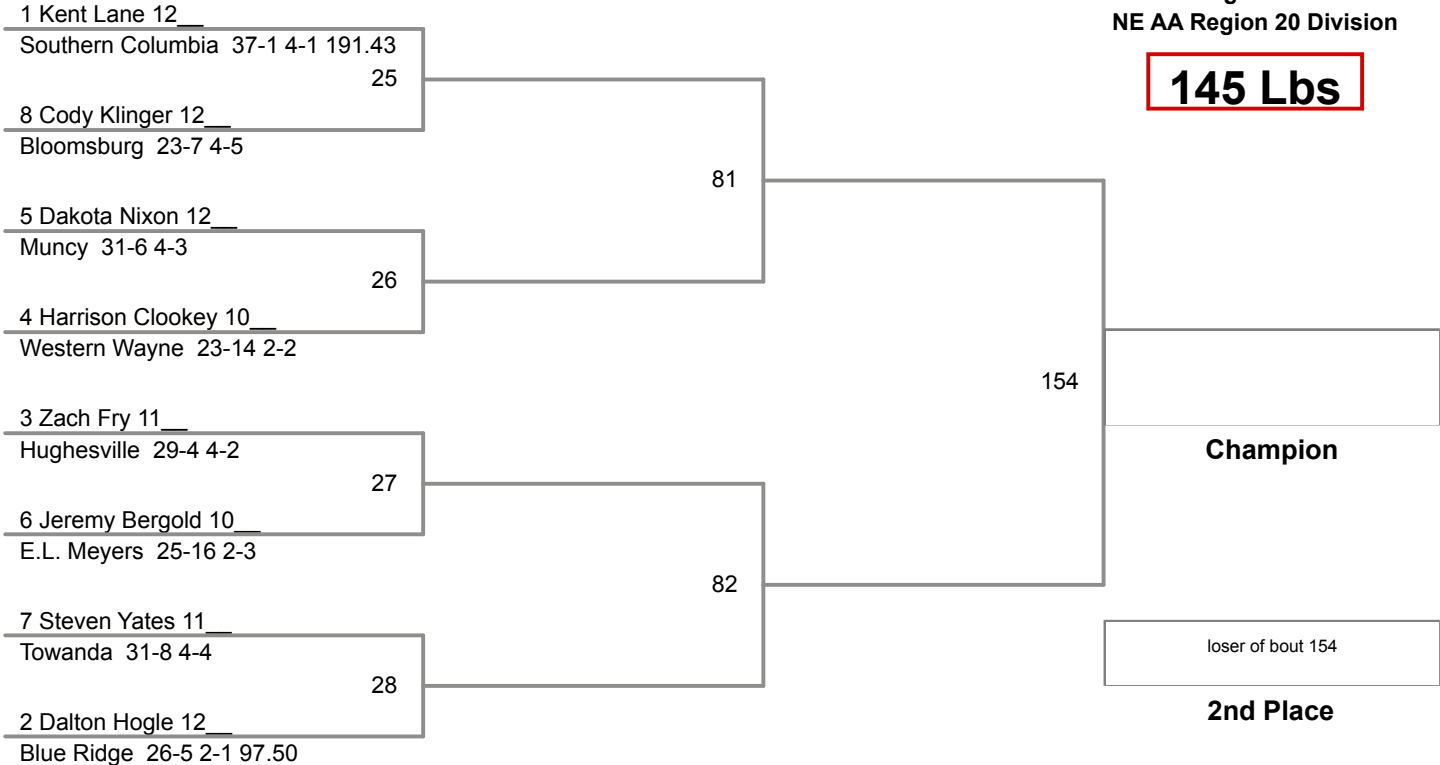 NE AA Region 20 Division
145 Lbs
1 Kent Lane 12__
Southern Columbia 37-1 4-1 191.43
25
8 Cody Klinger 12__
Bloomsburg 23-7 4-5
81
5 Dakota Nixon 12__
Muncy 31-6 4-3
26
4 Harrison Clookey 10__
Western Wayne 23-14 2-2
154
3 Zach Fry 11__
Hughesville 29-4 4-2
Champion
27
6 Jeremy Bergold 10__
E.L. Meyers 25-16 2-3
82
7 Steven Yates 11__
Towanda 31-8 4-4
loser of bout 154
28
2nd Place
2 Dalton Hogle 12__
Blue Ridge 26-5 2-1 97.50